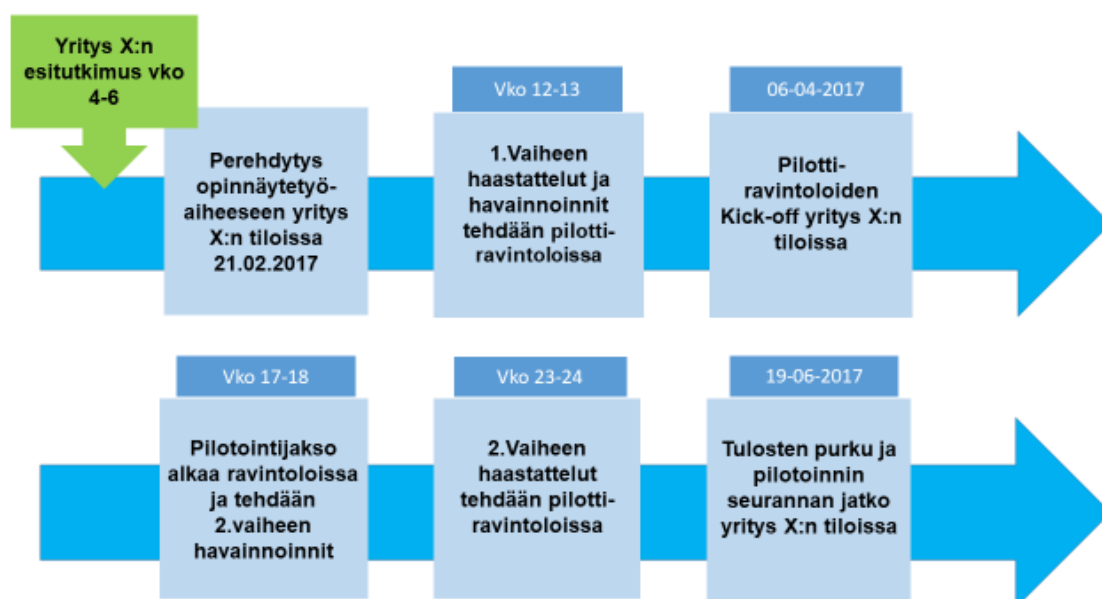 Yritys X:n
esitutkimus vko
4-6
Perehdytys
opinnäytetyö-
aiheeseen yritys
X:n tiloissa
21.02.2017
Vko 12-13
1.Vaiheen
haastattelut ja
havainnoinnit
tehdään pilotti-
ravintoloissa
06-04-2017
Pilotti-
ravintoloiden
Kick-off yritys X:n
tiloissa
Vko 17-18
Pilotointijakso
alkaa ravintoloissa
ja tehdään
2.vaiheen
havainnoinnit
Vko 23-24
2.Vaiheen
haastattelut
tehdään pilotti-
ravintoloissa
19-06-2017
Tulosten purku ja
pilotoinnin
seurannan jatko
yritys X:n tiloissa